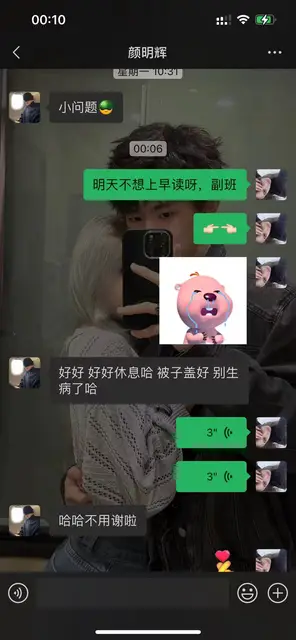 00:10
颜明辉
星期一 10:31
小问题
00:06
明天不想上早读呀，副班
好好 好好休息哈 被子盖好 别生
病了哈
3"
3"
哈哈不用谢啦